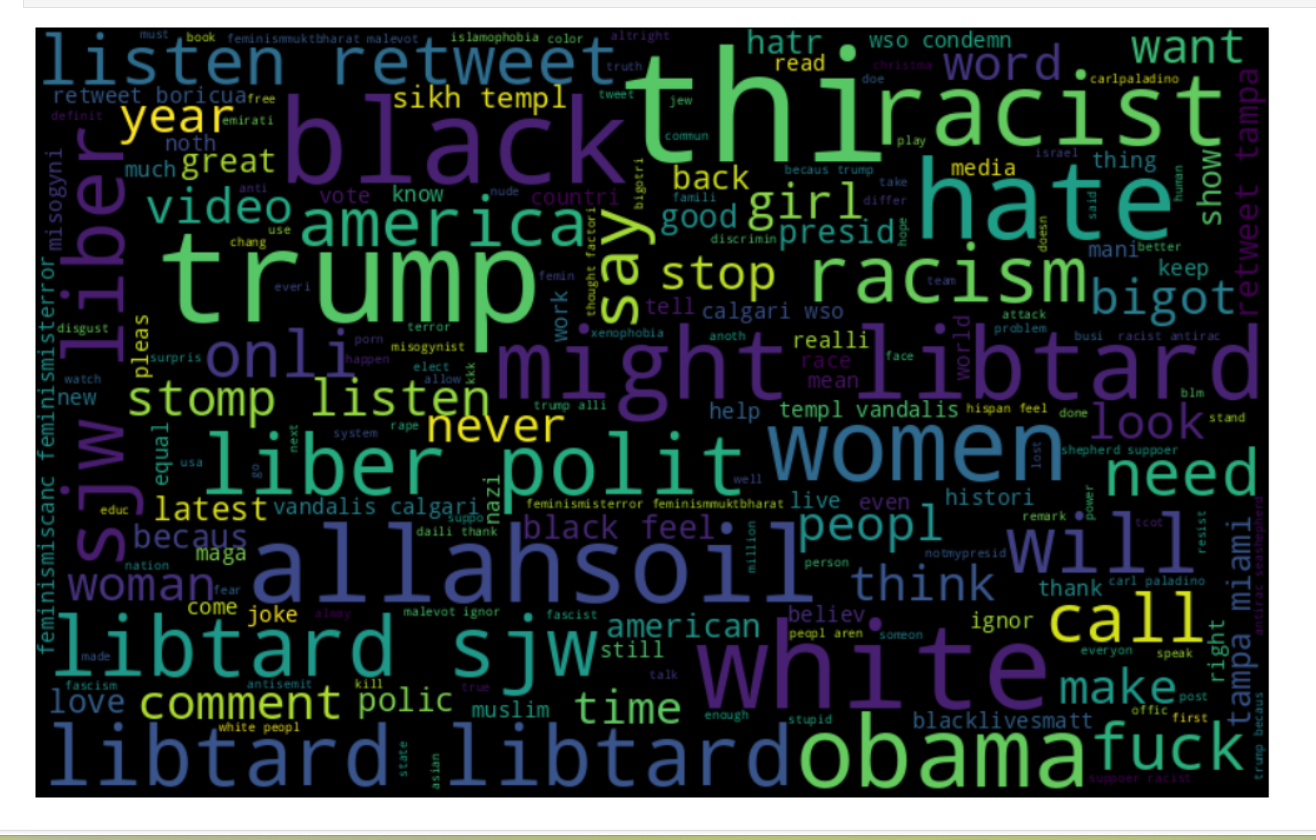 must book feminismmuktbharat malevot islamophobia color altright
listen retweet
truth
hatr
read
wso condemn
christma
word
doe
want
carlpaladino
retweet boricua
free
definit
year
emirati
noth
much
great
sikh templ
tweet
jew
commun
black
thi
racist
play
israel
thing
retweet tampa
misogyni
sjw liber
anti
vote
know
nude
countri
bigotri
becaus trump
back
famili
take
differ
media
hate
said
human
show
video
use
chang
america
say
good
girl
discrimin
presid
hope
doesn
mani
better
trump
everi
femin
thought factori
work
stop racism
team
keep
bigot
tell
calgari wso
attack
feminismiscanc feminismisterror
disgust
pleas
surpris
onli
porn
happen
terror
misogynist
elect
allow
kkk
xenophobia
anoth
realli
race
mean
face
world
problem
busi
racist antirac
might libtard
watch
new
stomp listen
trump alli
never
help
templ vandalis
hispan feel
done
look
blm
stand
equal
usa
go
next
system
rape
liber polit
well
women
lost
shepherd suppoer
need
educ
latest
vandalis calgari
nazi
feminismisterror feminismmuktbharat
live
even
histori
remark
power
becaus
maga
nation
daili thank
suppo
black feel
million
peopl
person
notmypresid
will
tcot
resist
woman
fear
allahsoil
think
thank
carl paladino
tampa miami
antirac seashepherd
come
joke
alway
malevot ignor
fascist
american
believ
peopl aren
someon
ignor
call
everyon
speak
right
made
libtard sjw
still
talk
white
make
post
fascism
love
antisemit
comment
white peopl
kill
polic
true
muslim
time
enough
stupid
blacklivesmatt
offic
first
trump becaus
libtard libtard
state
asian
obama
fuck
suppoer racist